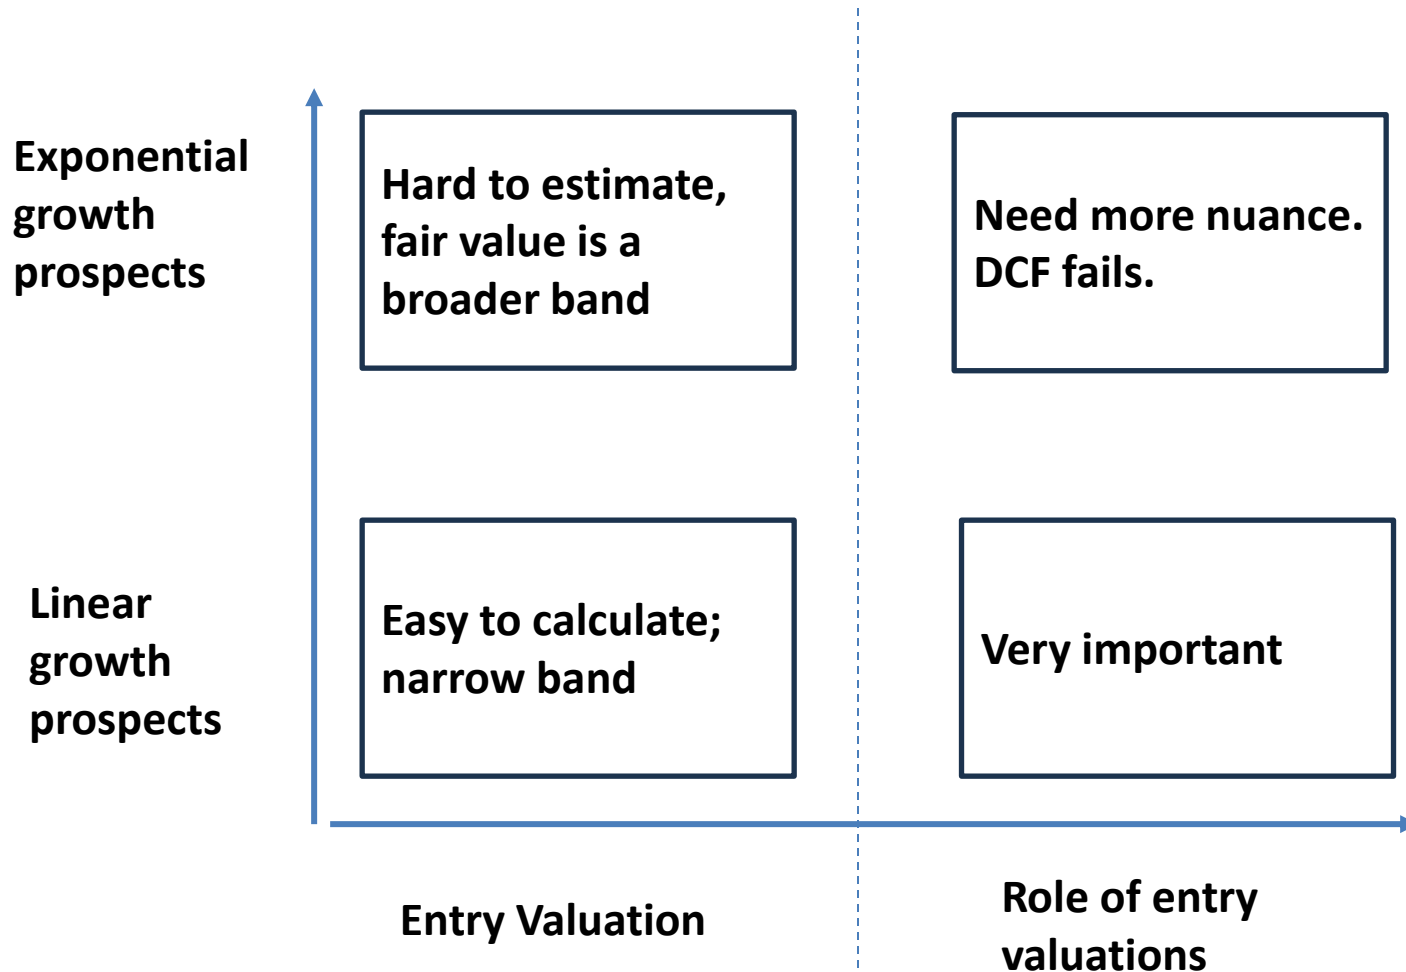 Exponential
growth
prospects
Hard to estimate,
fair value is a
broader band
Need more nuance.
DCF fails.
Linear
growth
prospects
Easy to calculate;
narrow band
Very important
Entry Valuation
Role of entry
valuations